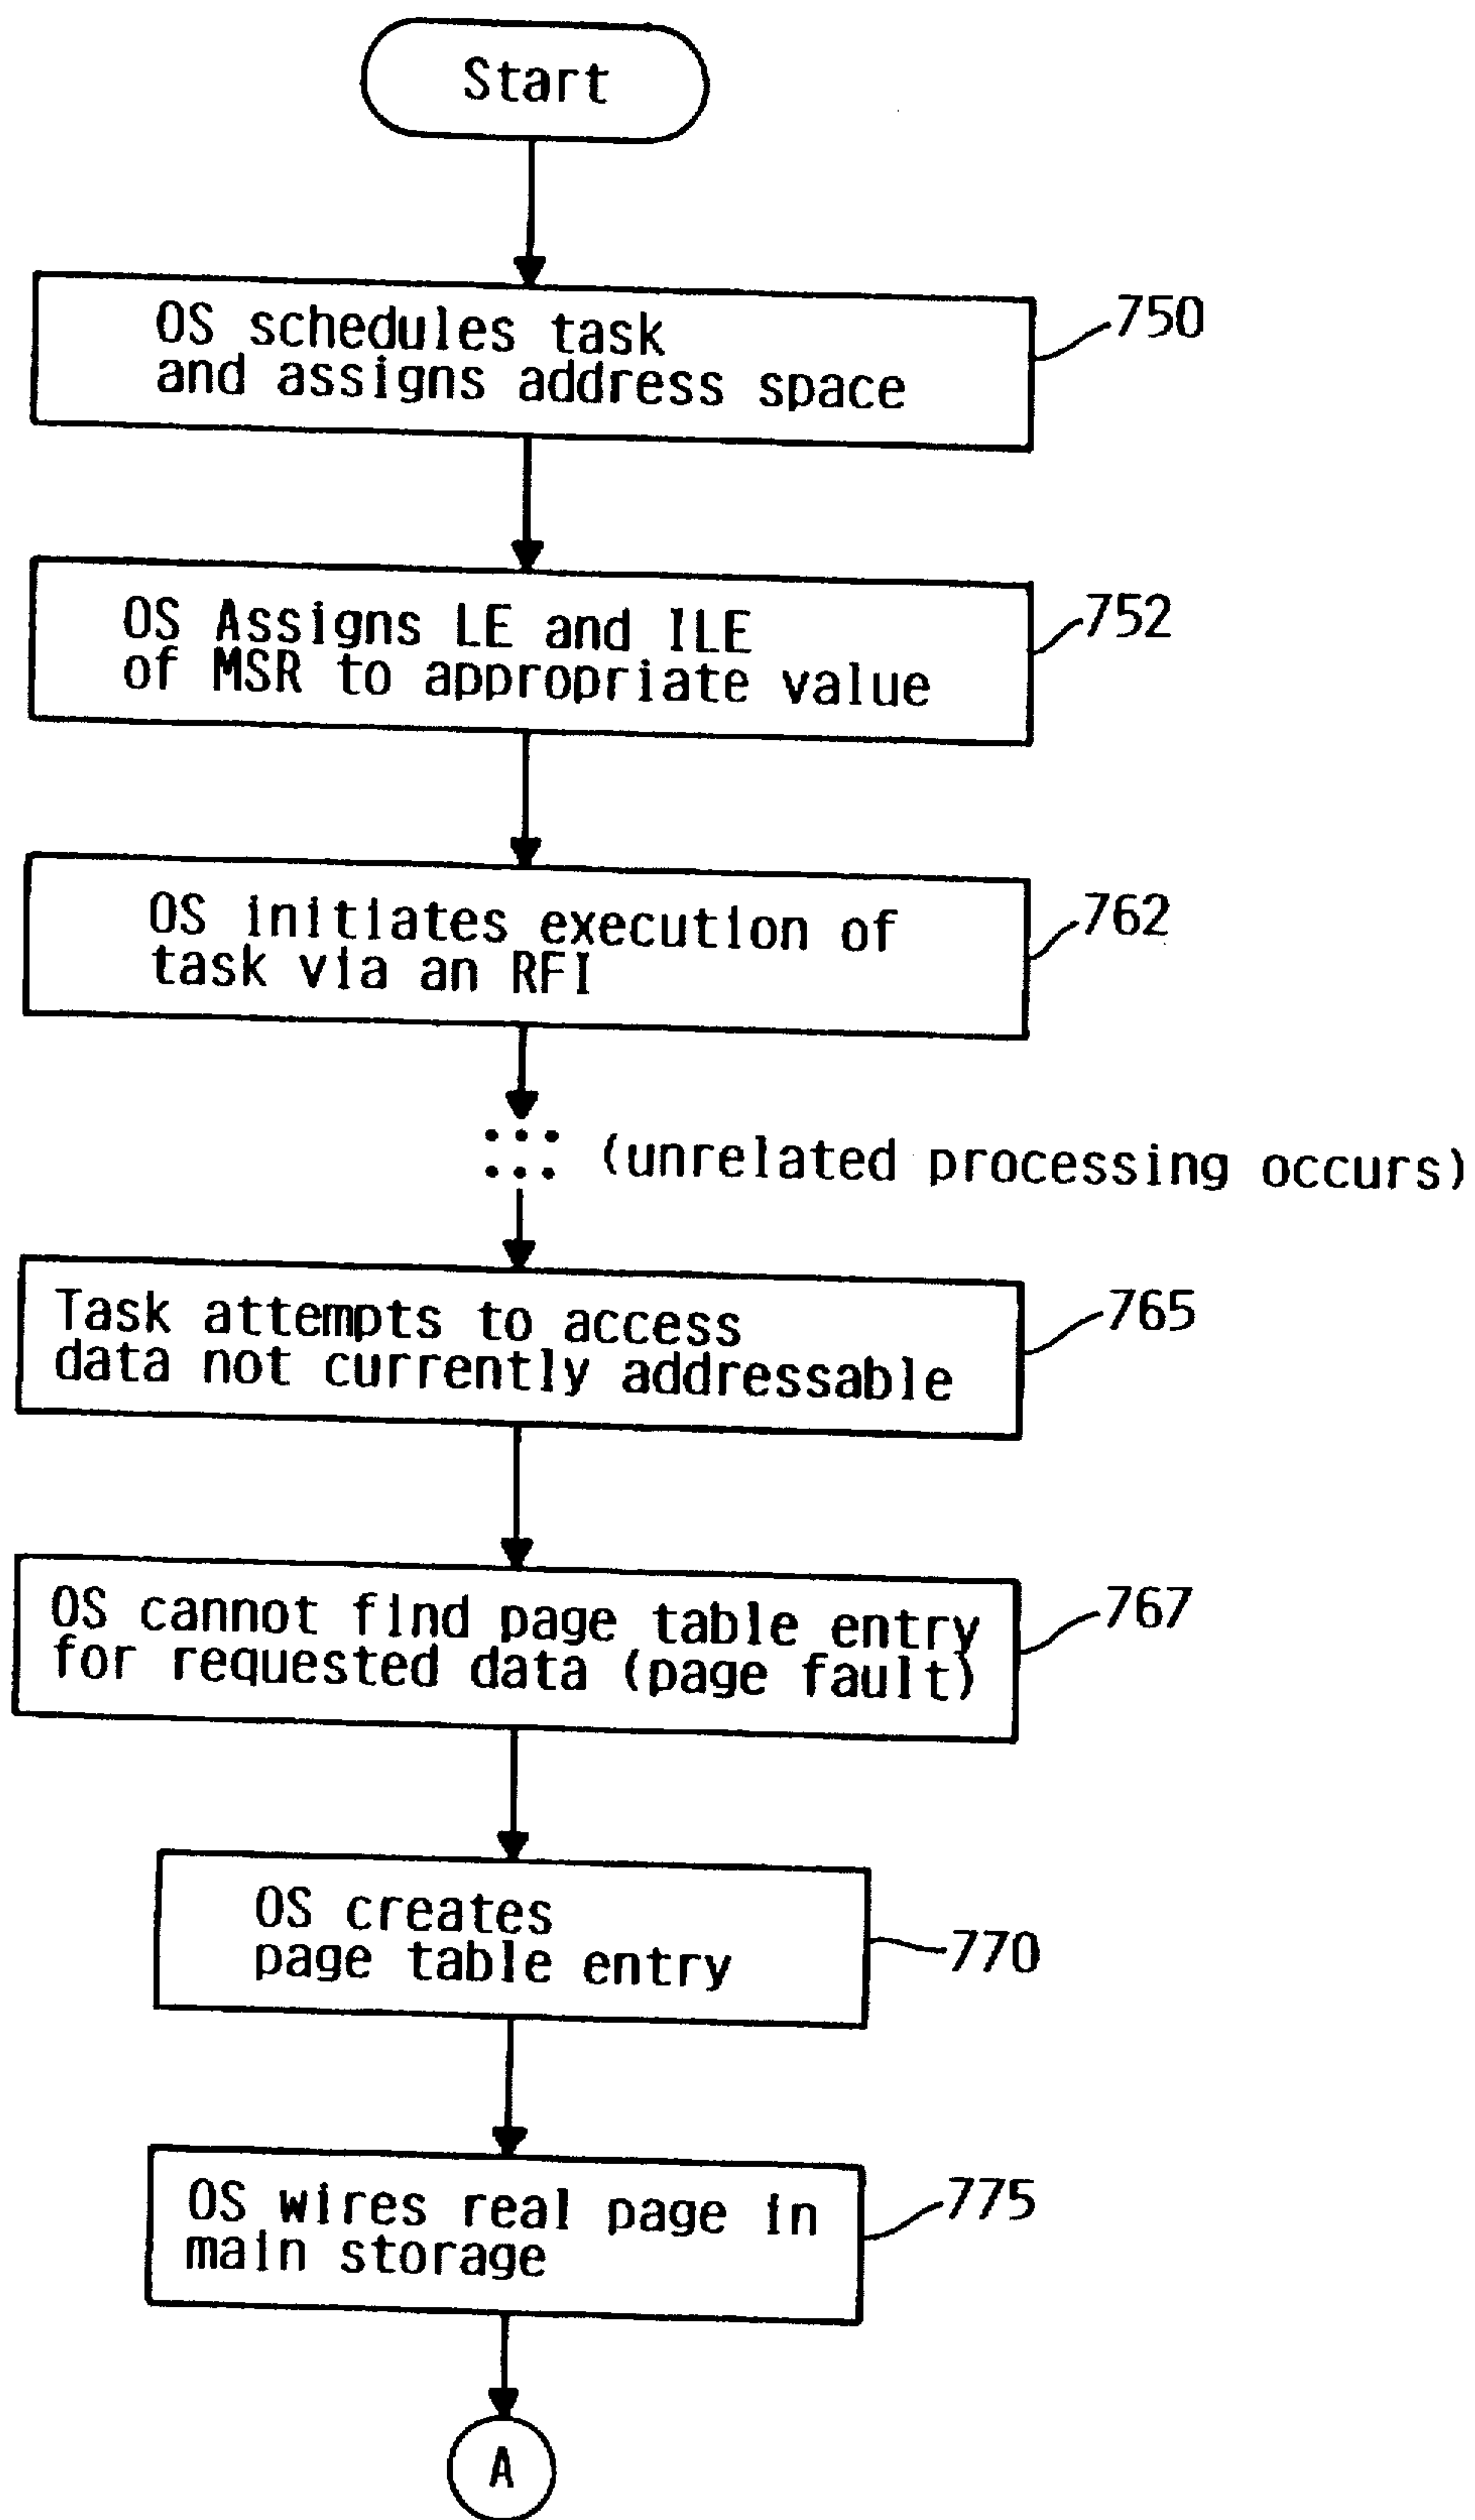 Start
OS schedules task
and assigns address space
750
OS Assigns LE and ILE
of MSR to appropriate value
752
OS initiates execution of
task via an RFI
762
(unrelated processing occurs)
Task attempts to access
data not currently addressable
765
OS cannot find page table entry
for requested data (page fault)
767
OS creates
page table entry
770
OS wires real page in
main storage
775
A